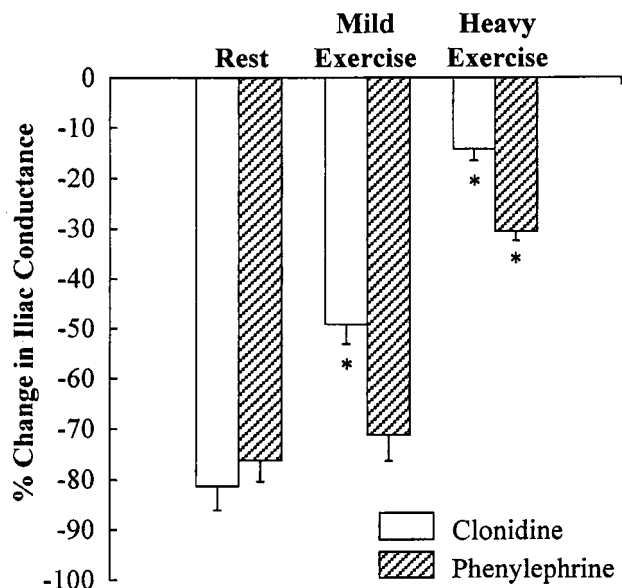 Mild Heavy
Rest Exercise Exercise
0
-10
-20
-30
-40
-50
-60
-70
-80
-90
-100
% Change in Iliac Conductance
*
*
*
Clonidine
Phenylephrine